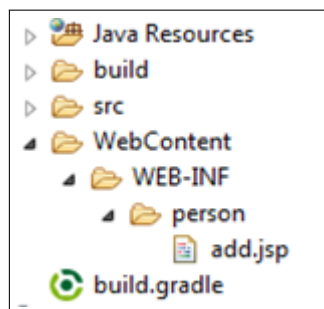 Java Resources
build
src
WebContent
WEB-INF
person
add.jsp
build.gradle